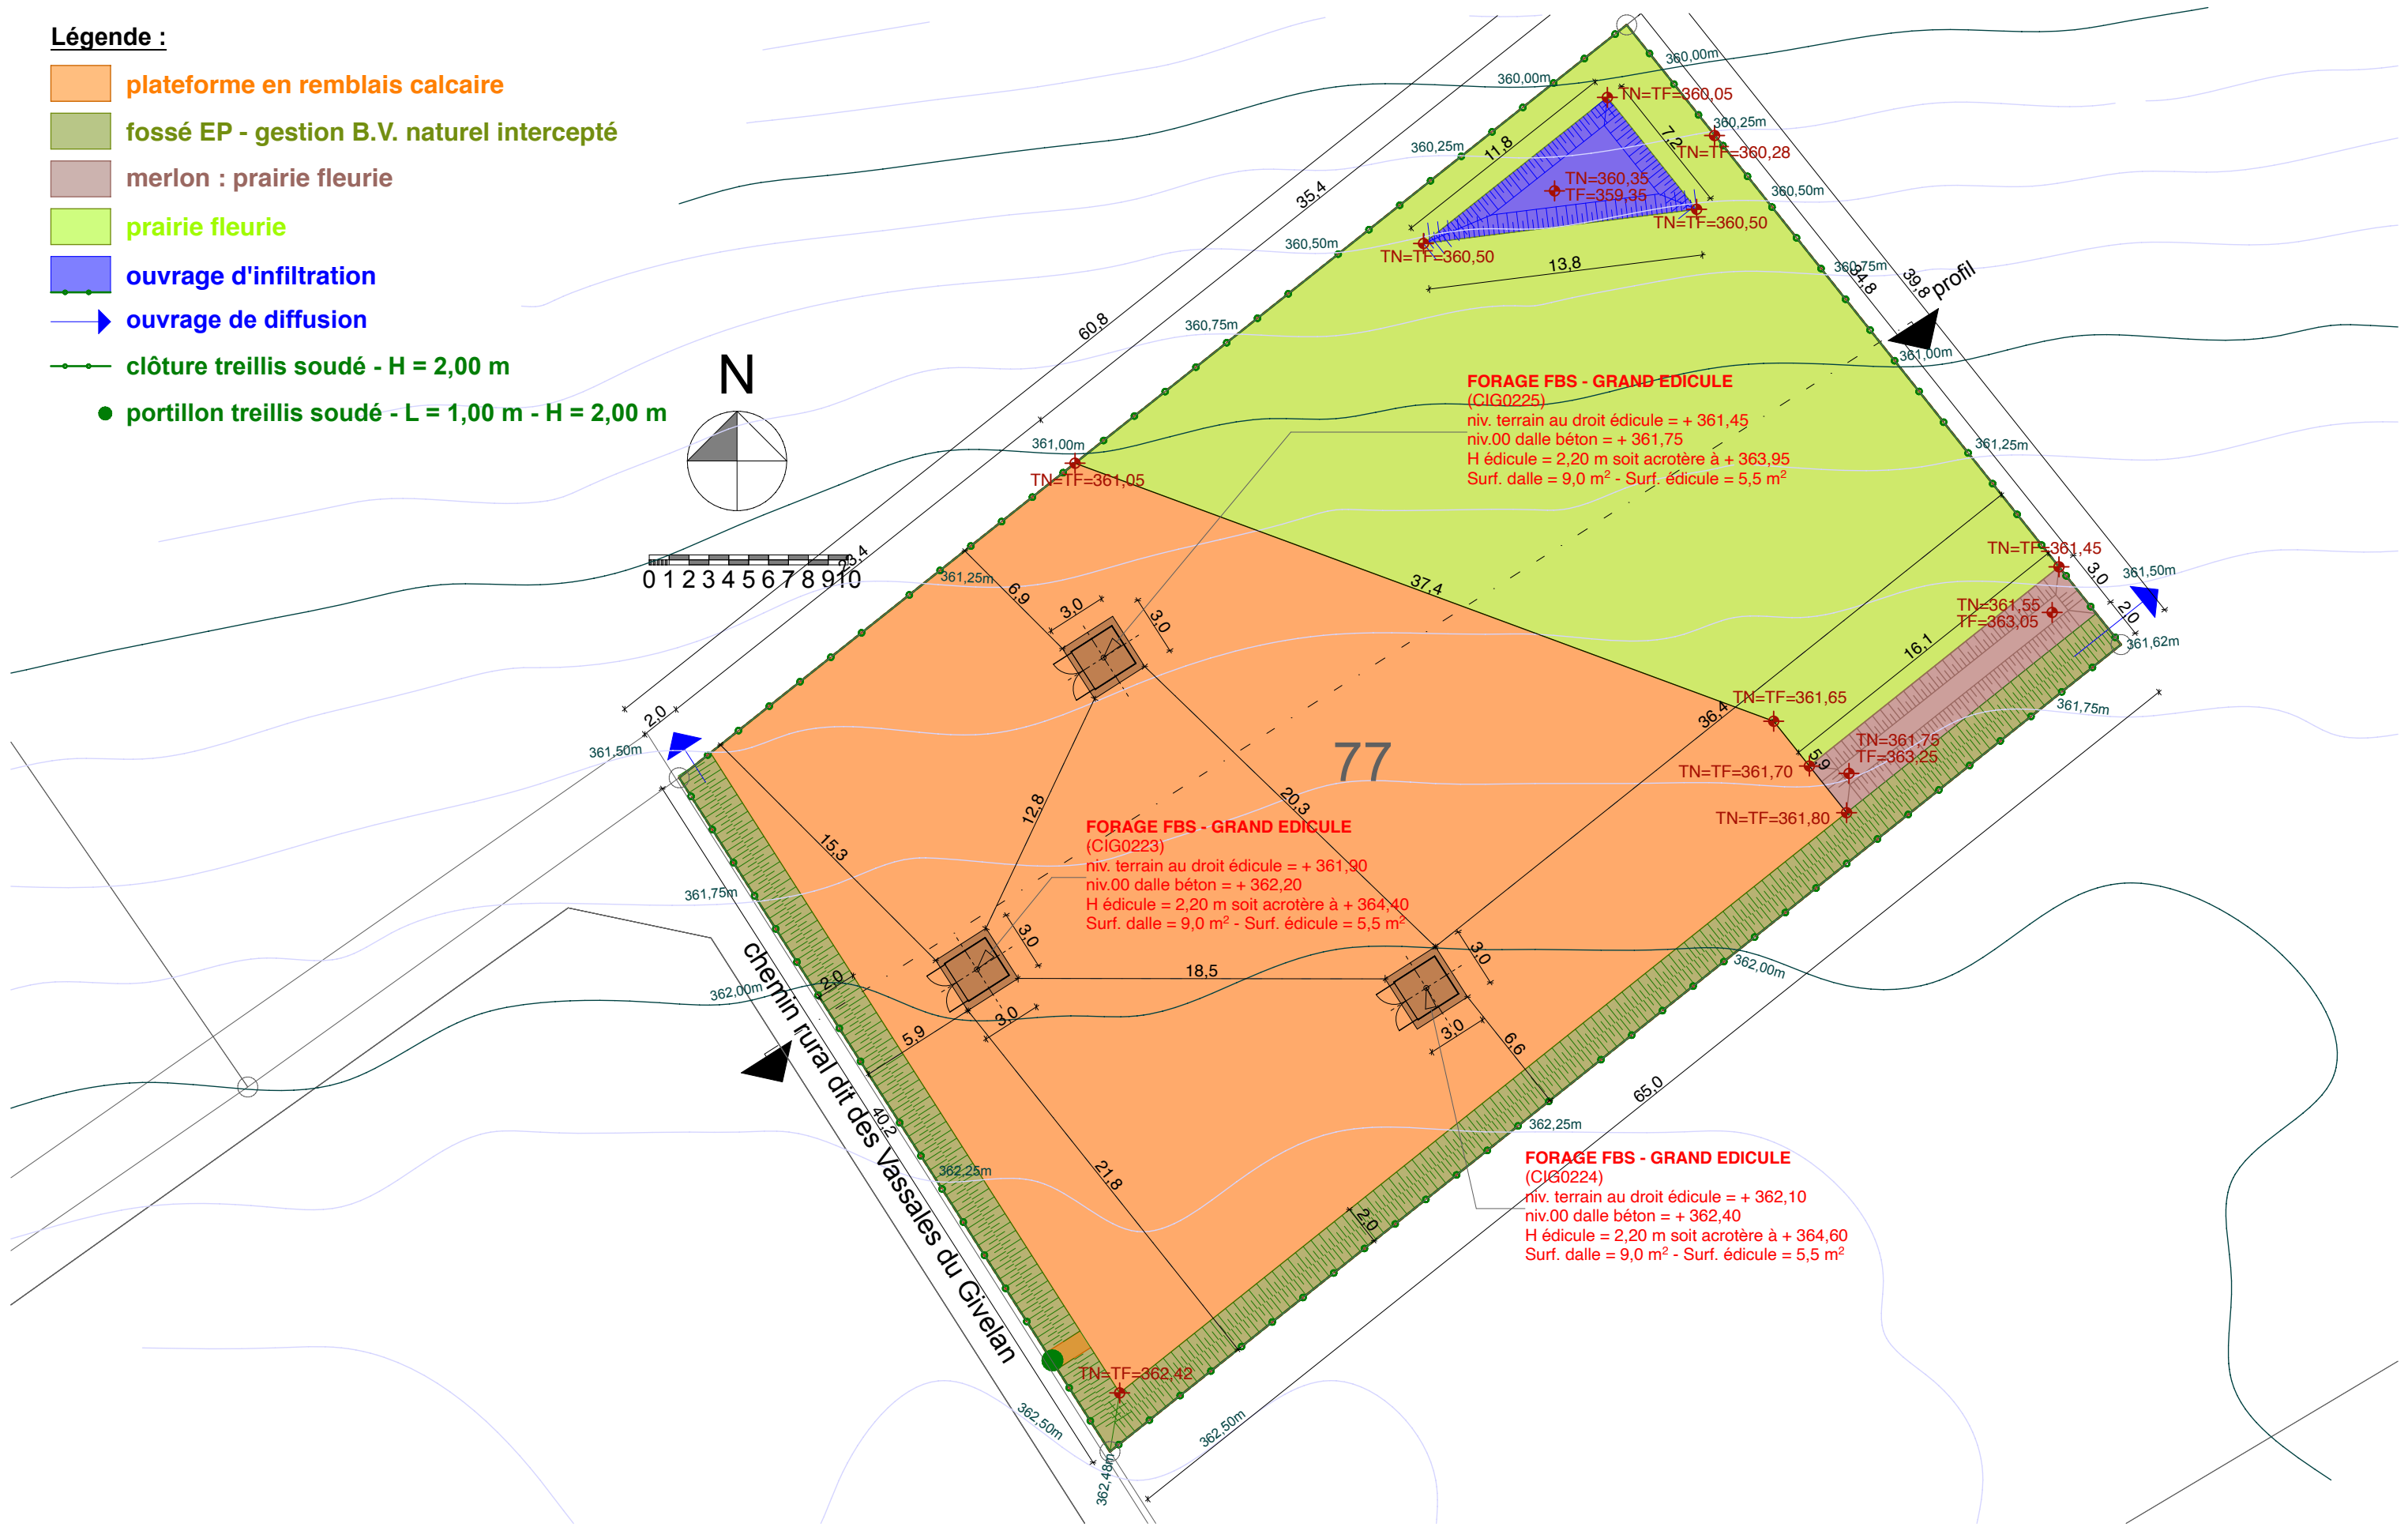 Légende :
plateforme en remblais calcaire
fossé EP - gestion B.V. naturel intercepté
merlon : prairie fleurie
prairie fleurie
ouvrage d'infiltration
ouvrage de diffusion
clôture treillis soudé - H = 2,00 m
portillon treillis soudé - L = 1,00 m - H = 2,00 m
N
0 1 2 3 4 5 6 7 8 9 10
360,00m
360,00m
TN=TF=360,05
360,25m
TN=TF=360,28
360,25m
11,8
7,2
TN=360,35
TF=359,35
360,50m
TN=TF=360,50
360,50m
TN=TF=360,50
13,8
35,4
60,8
360,75m
360,75m
34,8
39,8
profil
361,00m
FORAGE FBS - GRAND EDICULE
(CIG0225)
niv. terrain au droit édicule = + 361,45
niv.00 dalle béton = + 361,75
H édicule = 2,20 m soit acrotère à + 363,95
Surf. dalle = 9,0 m² - Surf. édicule = 5,5 m²
361,00m
TN=TF=361,05
361,25m
23,4
361,25m
6,9
3,0
3,0
37,4
TN=TF=361,45
3,0
361,50m
TN=361,55
TF=363,05
2,0
361,62m
16,1
TN=TF=361,65
361,75m
36,4
2,0
361,50m
77
TN=361,75
TF=363,25
5,9
TN=TF=361,70
TN=TF=361,80
20,3
12,8
15,3
FORAGE FBS - GRAND EDICULE
(CIG0223)
niv. terrain au droit édicule = + 361,90
niv.00 dalle béton = + 362,20
H édicule = 2,20 m soit acrotère à + 364,40
Surf. dalle = 9,0 m² - Surf. édicule = 5,5 m²
361,75m
3,0
3,0
362,00m
18,5
2,0
362,00m
3,0
3,0
5,9
6,6
chemin rural dit des Vassales du Givelan
40,2
65,0
362,25m
FORAGE FBS - GRAND EDICULE
(CIG0224)
niv. terrain au droit édicule = + 362,10
niv.00 dalle béton = + 362,40
H édicule = 2,20 m soit acrotère à + 364,60
Surf. dalle = 9,0 m² - Surf. édicule = 5,5 m²
362,25m
21,8
2,0
TN=TF=362,42
362,50m
362,50m
362,48m